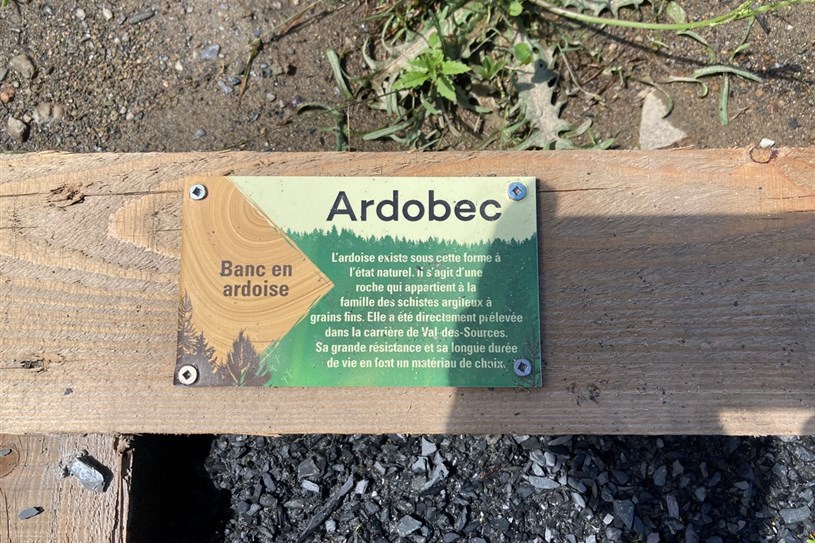 Ardobec
Banc en
ardoise
L'ardoise existe sous cette forme à
l'état naturel. Il s'agit d'une
roche qui appartient à la
famille des schistes argileux à
grains fins. Elle a été directement prélevée
dans la carrière de Val-des-Sources.
Sa grande résistance et sa longue durée
de vie en font un matériau de choix.